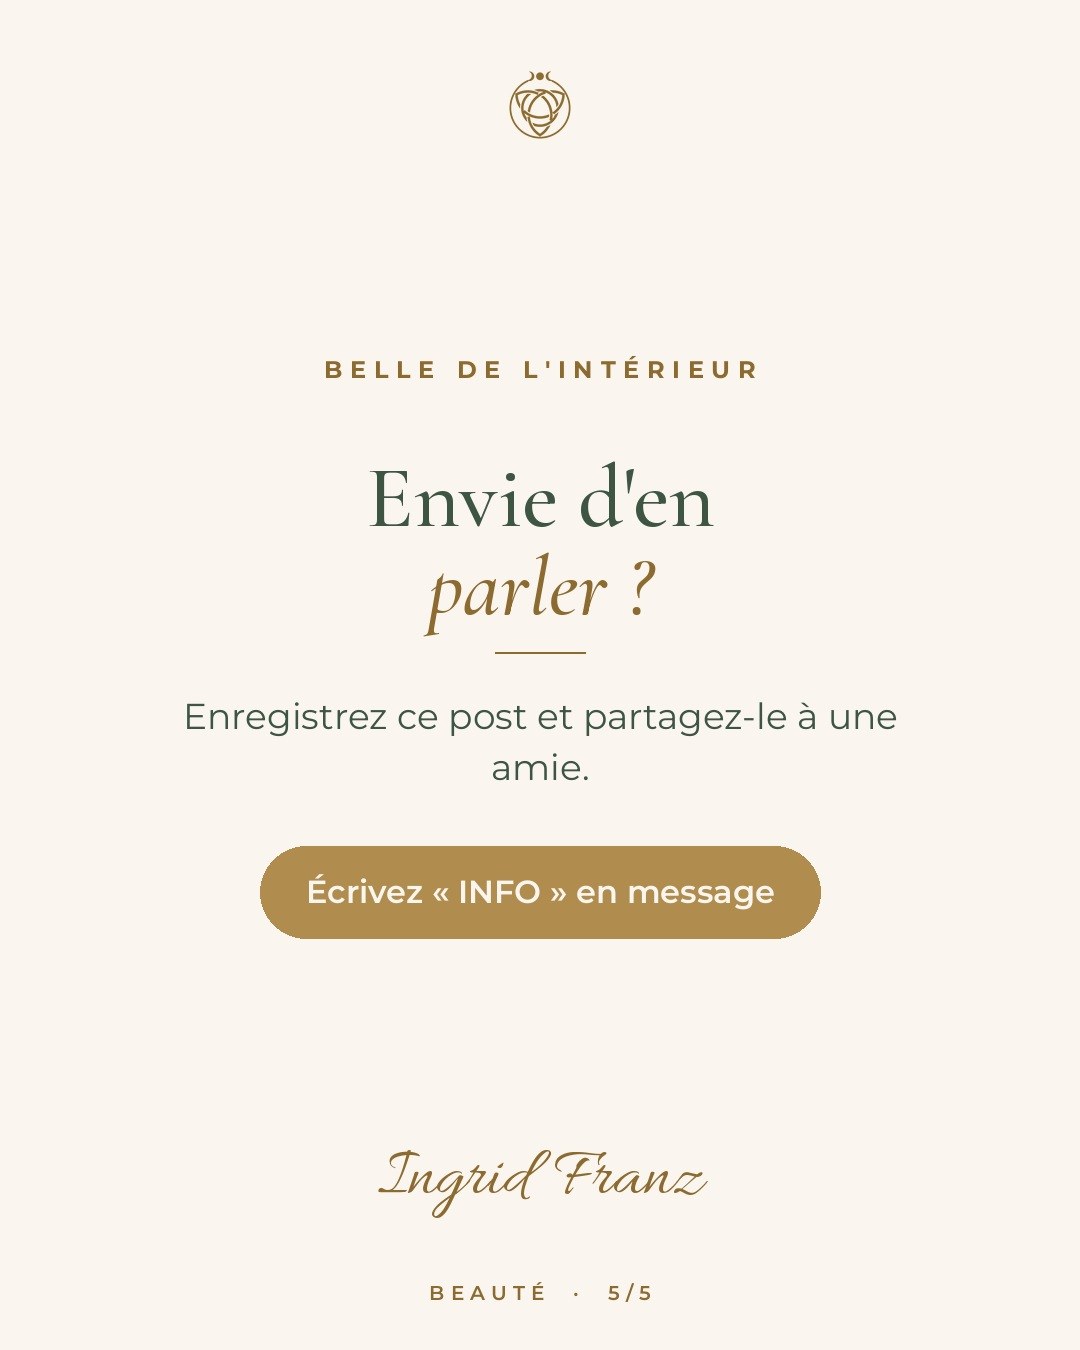 BELLE DE L'INTÉRIEUR
Envie d'en
parler ?
Enregistrez ce post et partagez-le à une
amie.
Écrivez « INFO » en message
Ingrid Franz
BEAUTÉ · 5/5